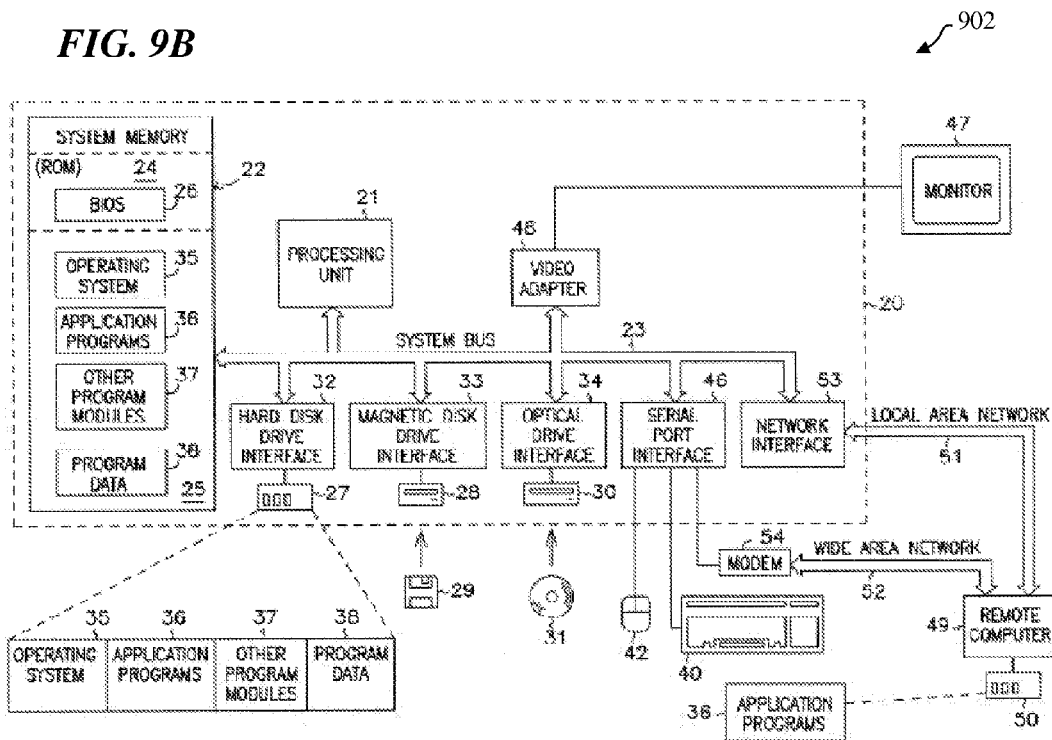 FIG. 9B
902
SYSTEM MEMORY
(ROM) 24
22
BIOS
26
OPERATING SYSTEM
35
APPLICATION PROGRAMS
36
OTHER PROGRAM MODULES
37
PROGRAM DATA
38
25
21
PROCESSING UNIT
48
VIDEO ADAPTER
47
MONITOR
20
SYSTEM BUS
23
32
HARD DISK DRIVE INTERFACE
33
MAGNETIC DISK DRIVE INTERFACE
34
OPTICAL DRIVE INTERFACE
46
SERIAL PORT INTERFACE
53
NETWORK INTERFACE
LOCAL AREA NETWORK
51
27
28
30
29
31
42
40
54
MODEM
WIDE AREA NETWORK
52
49
REMOTE COMPUTER
50
36
APPLICATION PROGRAMS
35
36
37
38
OPERATING SYSTEM
APPLICATION PROGRAMS
OTHER PROGRAM MODULES
PROGRAM DATA